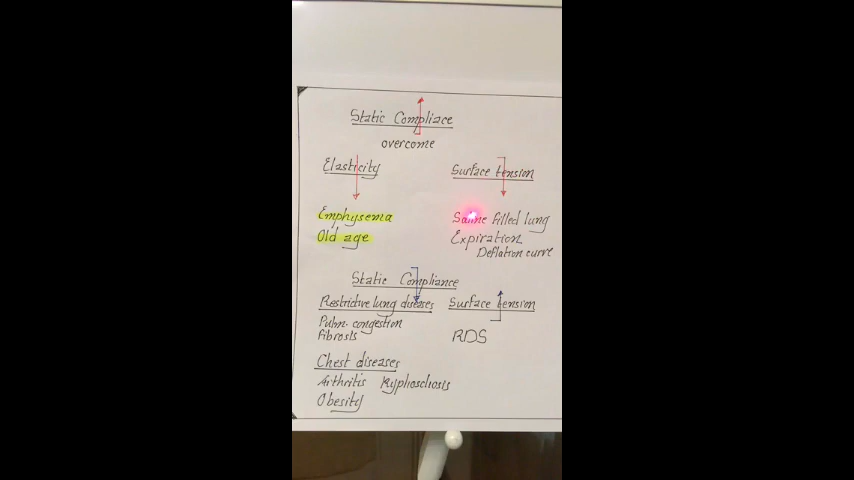 Static Compliace
overcome
Elasticity Surface tension
Emphysema Saline filled lung
Old age Expiration
Deflation curve
Static Compliance
Restrictive lung diseases Surface tension
Pulm. congestion
fibrosis RDS
Chest diseases
Arthritis Kyphoscliosis
Obesity